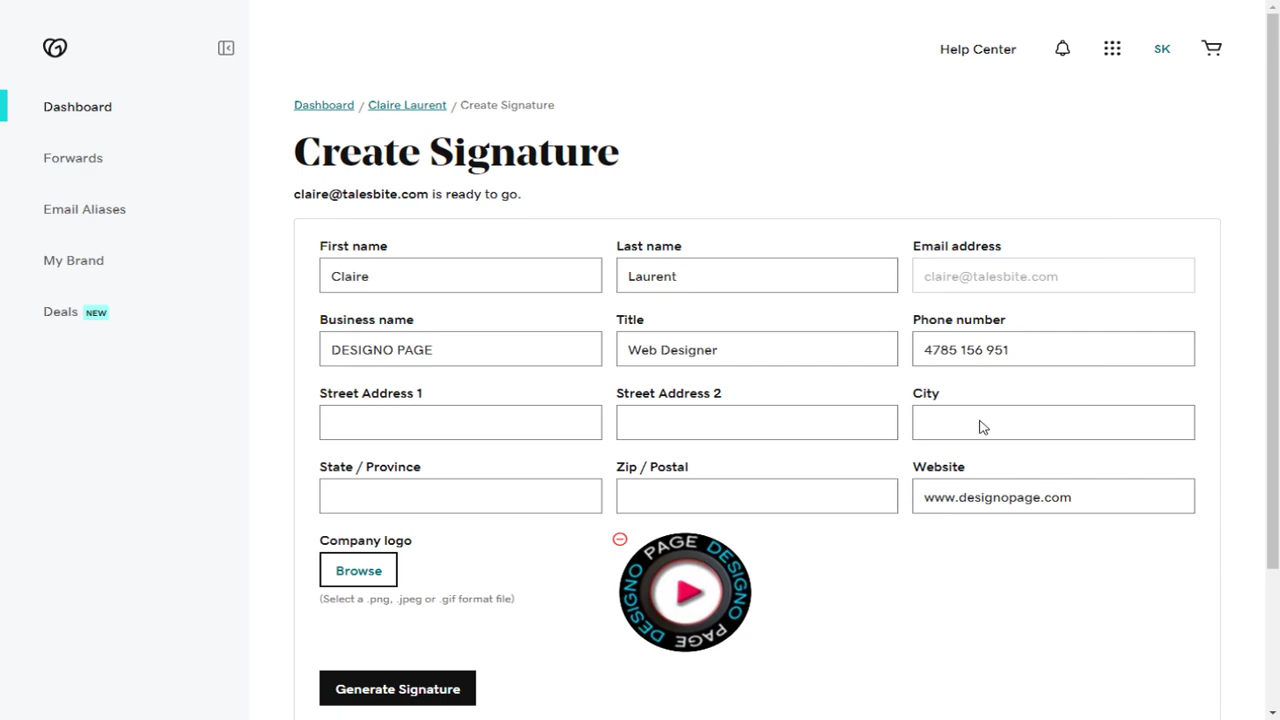 Help Center
SK
Dashboard
Forwards
Email Aliases
My Brand
Deals NEW
Dashboard / Claire Laurent / Create Signature
Create Signature
claire@talesbite.com is ready to go.
First name
Last name
Email address
Claire
Laurent
claire@talesbite.com
Business name
Title
Phone number
DESIGNO PAGE
Web Designer
4785 156 951
Street Address 1
Street Address 2
City
State / Province
Zip / Postal
Website
www.designopage.com
Company logo
Browse
(Select a .png, .jpeg or .gif format file)
PAGE DESIGNO PAGE DESIGNO
Generate Signature